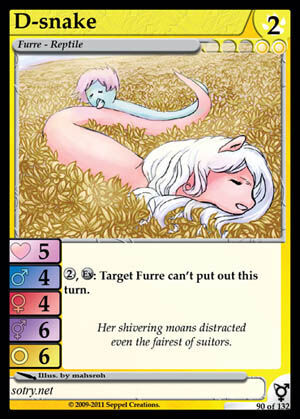 D-snake
2
Furre - Reptile
5
4
4
6
6
②, Ex: Target Furre can't put out this
turn.
Her shivering moans distracted
even the fairest of suitors.
Illus. by mahsroh
sotry.net
© 2009-2011 Seppel Creations.
90 of 132